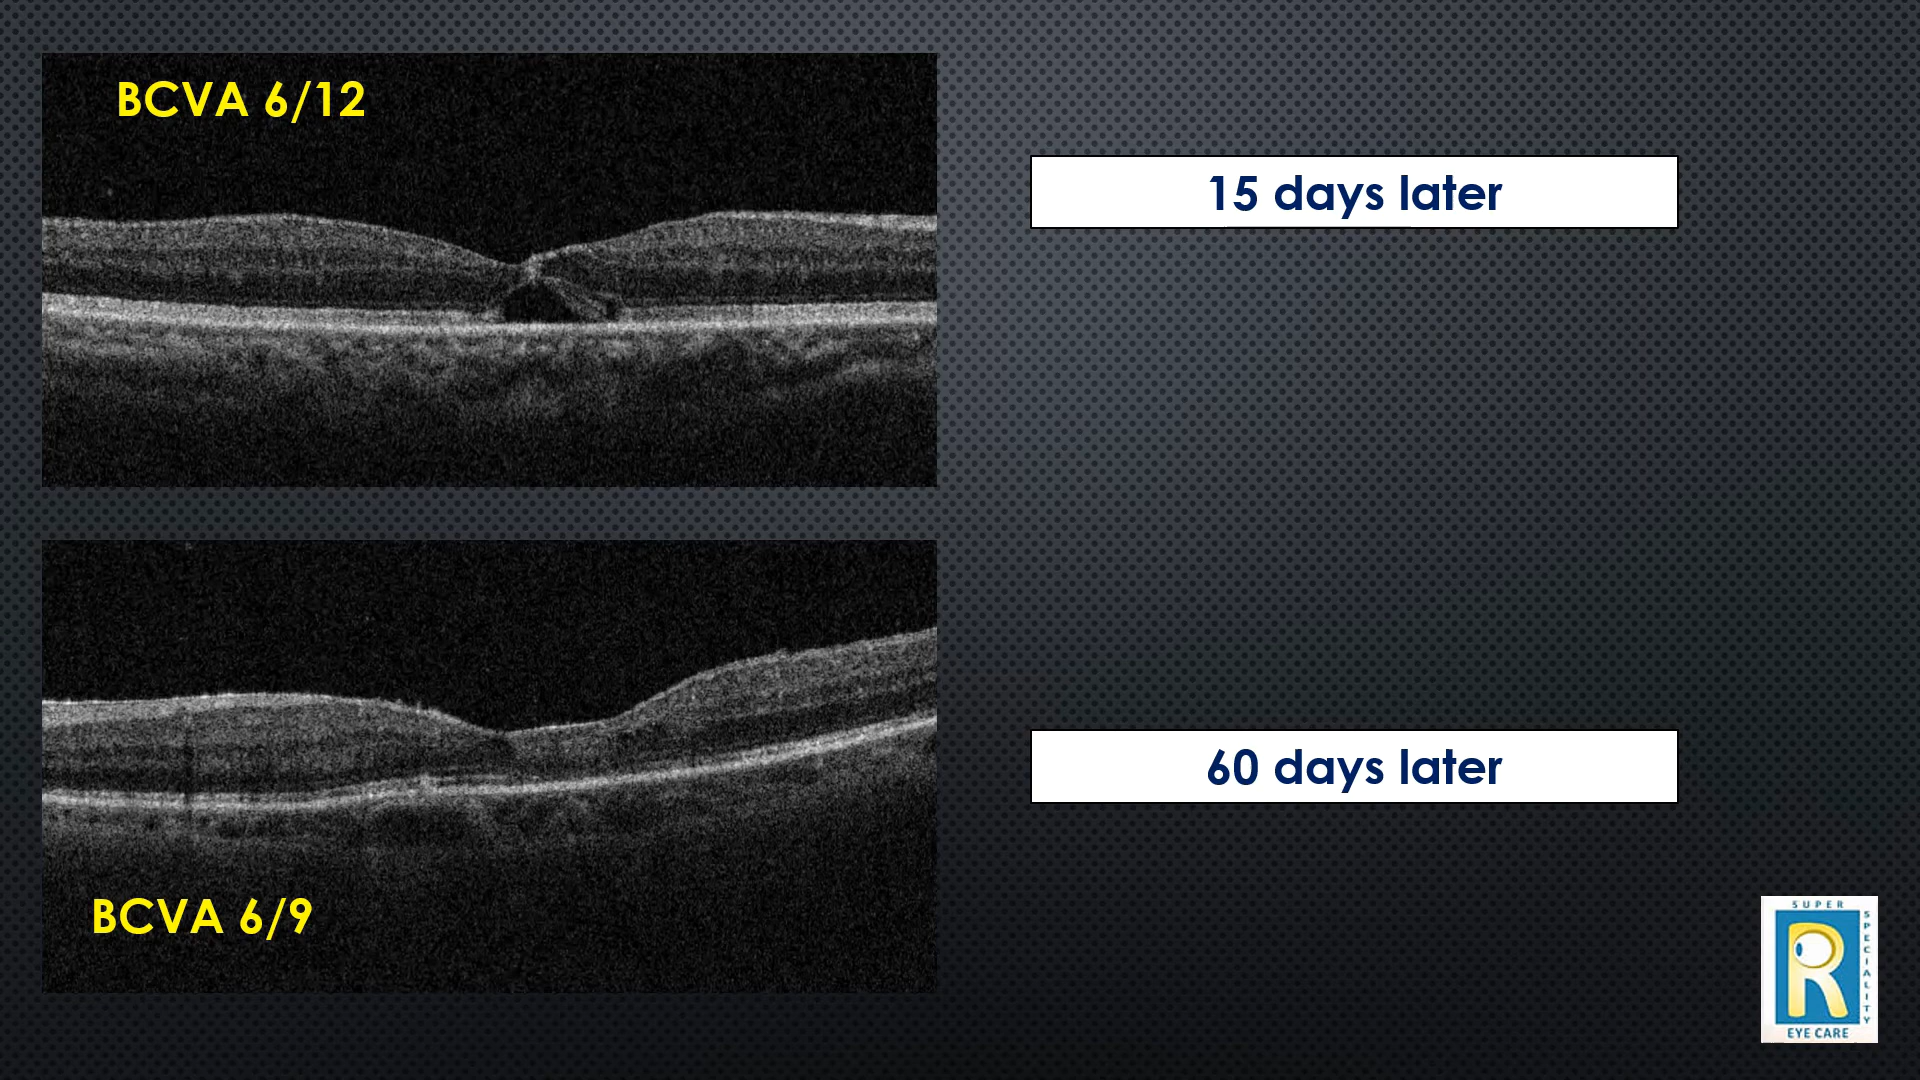 BCVA 6/12
15 days later
60 days later
BCVA 6/9
SUPER
SPECIALITY
R
EYE CARE